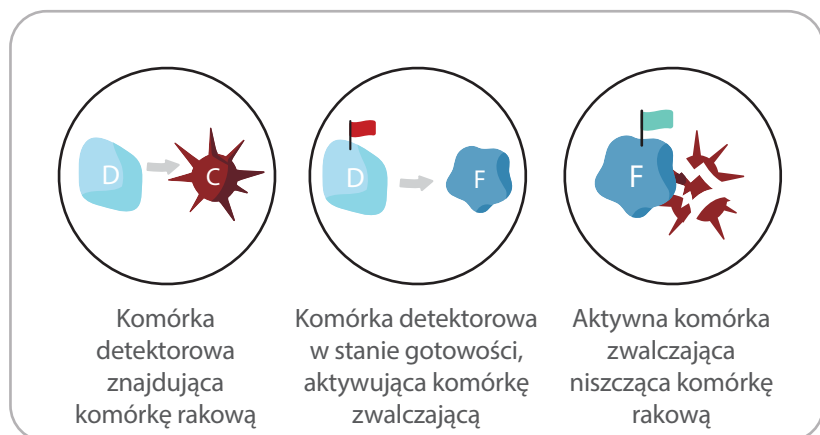 D
C
D
F
F
Komórka
detektorowa
znajdująca
komórkę rakową
Komórka detektorowa
w stanie gotowości,
aktywująca komórkę
zwalczającą
Aktywna komórka
zwalczająca
niszcząca komórkę
rakową